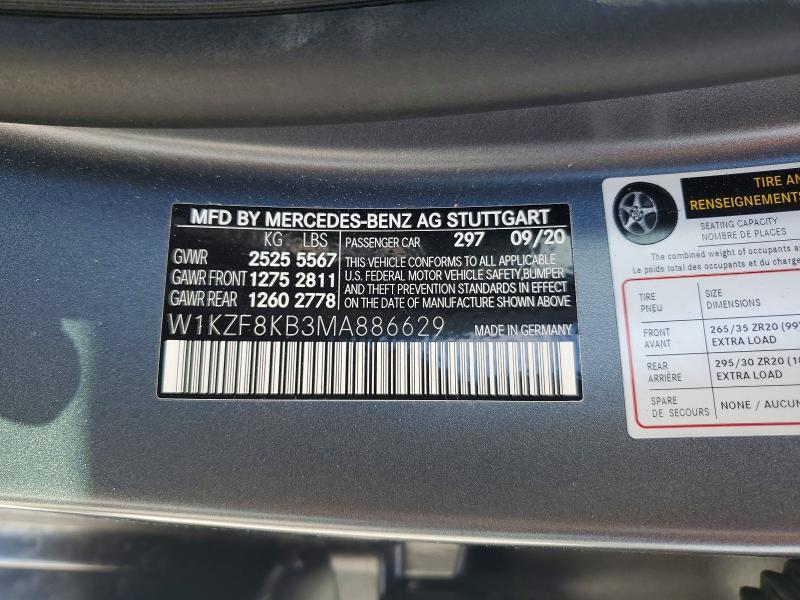 MFD BY MERCEDES-BENZ AG STUTTGART
KG LBS
GVWR 2525 5567
GAWR FRONT 1275 2811
GAWR REAR 1260 2778
PASSENGER CAR 297 09/20
THIS VEHICLE CONFORMS TO ALL APPLICABLE
U.S. FEDERAL MOTOR VEHICLE SAFETY,BUMPER
AND THEFT PREVENTION STANDARDS IN EFFECT
ON THE DATE OF MANUFACTURE SHOWN ABOVE
W1KZF8KB3MA886629 MADE IN GERMANY
TIRE
RENSEIGNEMENTS
SEATING CAPACITY
NOMBRE DE PLACES
The combined weight of occupants
Le poids total des occupants et du
TIRE SIZE
PNEU DIMENSIONS
FRONT 265/35 ZR20
AVANT EXTRA LOAD
REAR 295/30 ZR20
ARRIÈRE EXTRA LOAD
SPARE
DE SECOURS NONE /